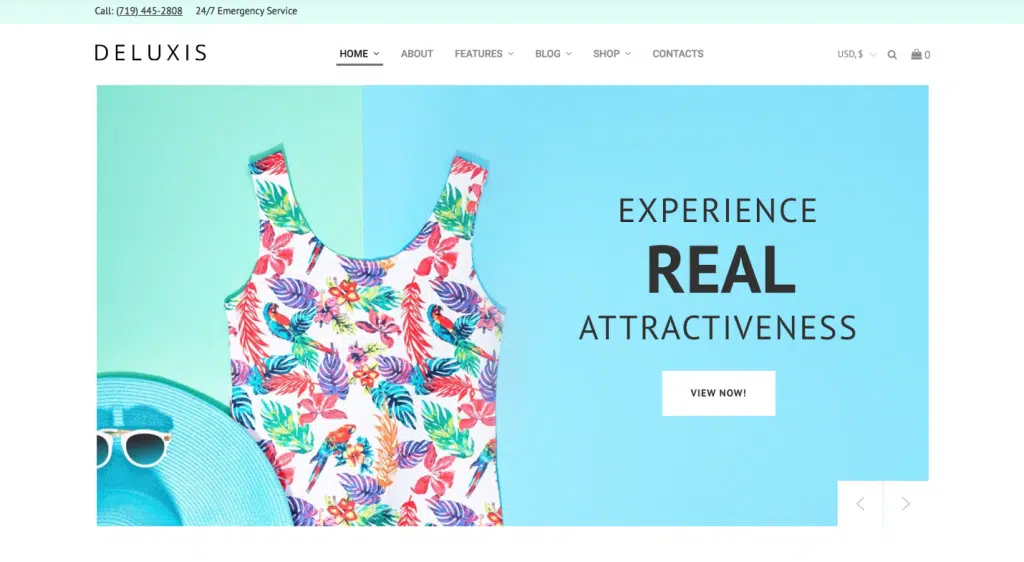 Call: (719) 445-2808 24/7 Emergency Service
DELUXIS HOME ABOUT FEATURES BLOG SHOP CONTACTS USD, $ 0
EXPERIENCE
REAL
ATTRACTIVENESS
VIEW NOW!